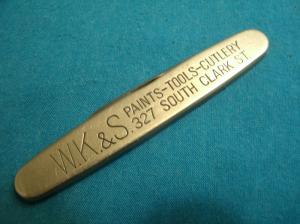 W.K.&S.
PAINTS-TOOLS-CUTLERY
327 SOUTH CLARK ST.